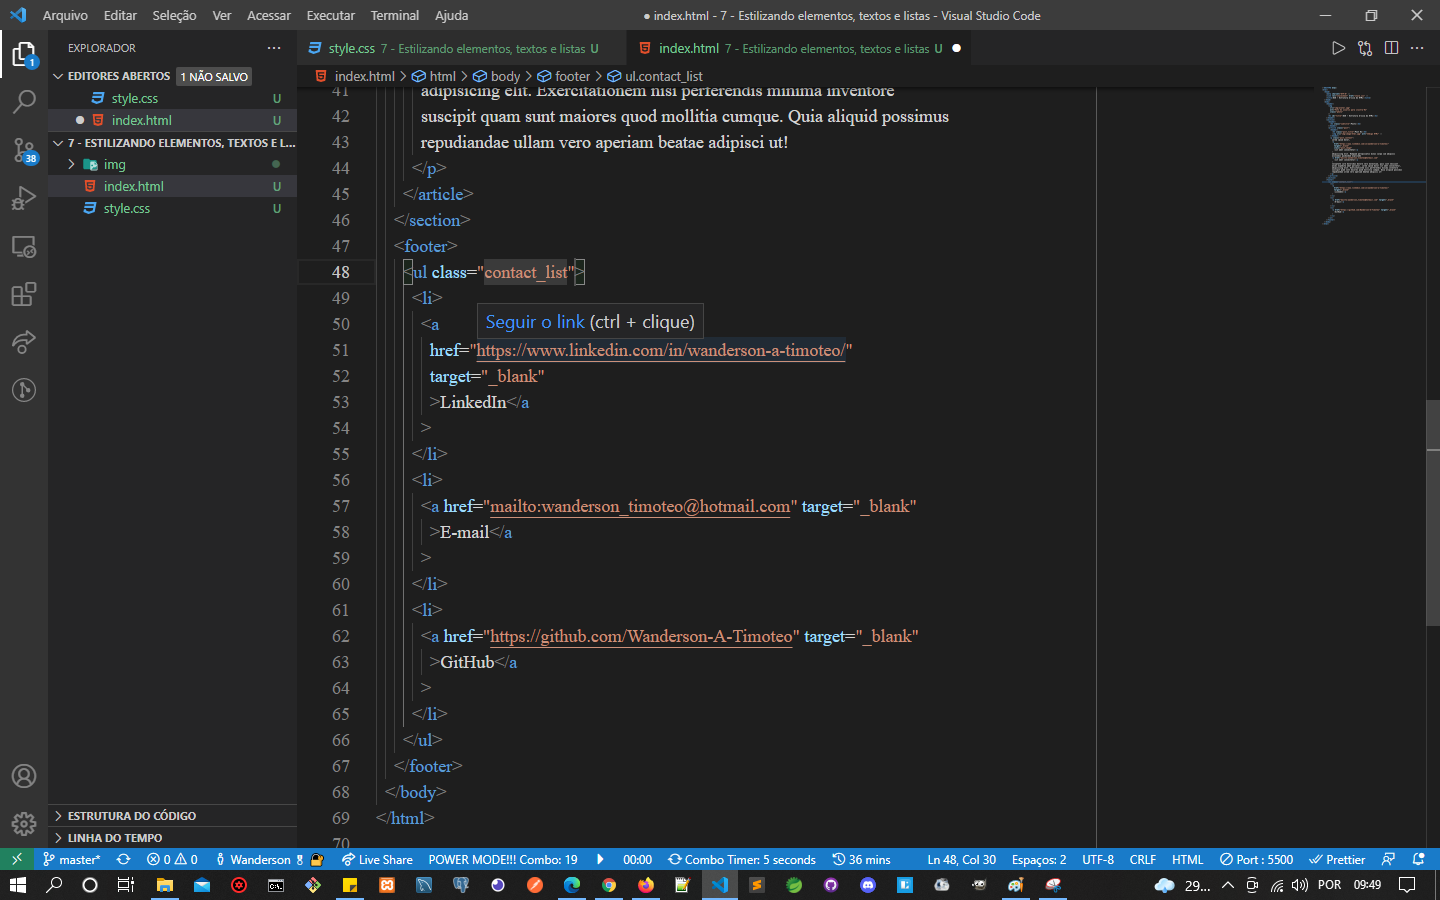 Arquivo Editar Seleção Ver Acessar Executar Terminal Ajuda
● index.html - 7 - Estilizando elementos, textos e listas - Visual Studio Code
EXPLORADOR
EDITORES ABERTOS 1 NÃO SALVO
style.css U
index.html U
7 - ESTILIZANDO ELEMENTOS, TEXTOS E L...
img
index.html U
style.css U
ESTRUTURA DO CÓDIGO
LINHA DO TEMPO
1
38
style.css 7 - Estilizando elementos, textos e listas U
index.html 7 - Estilizando elementos, textos e listas U
index.html > html > body > footer > ul.contact_list
41 adipisicing elit. Exercitationem nisi perferendis minima inventore
42 suscipit quam sunt maiores quod mollitia cumque. Quia aliquid possimus
43 repudiandae ullam vero aperiam beatae adipisci ut!
44 </p>
45 </article>
46 </section>
47 <footer>
48 <ul class="contact_list">
49 <li>
50 <a
Seguir o link (ctrl + clique)
51 href="https://www.linkedin.com/in/wanderson-a-timoteo/"
52 target="_blank"
53 >LinkedIn</a
54 >
55 </li>
56 <li>
57 <a href="mailto:wanderson_timoteo@hotmail.com" target="_blank"
58 >E-mail</a
59 >
60 </li>
61 <li>
62 <a href="https://github.com/Wanderson-A-Timoteo" target="_blank"
63 >GitHub</a
64 >
65 </li>
66 </ul>
67 </footer>
68 </body>
69 </html>
70
master* 0 0 Wanderson Live Share POWER MODE!!! Combo: 19 00:00 Combo Timer: 5 seconds 36 mins Ln 48, Col 30 Espaços: 2 UTF-8 CRLF HTML Port : 5500 Prettier
29... POR 09:49